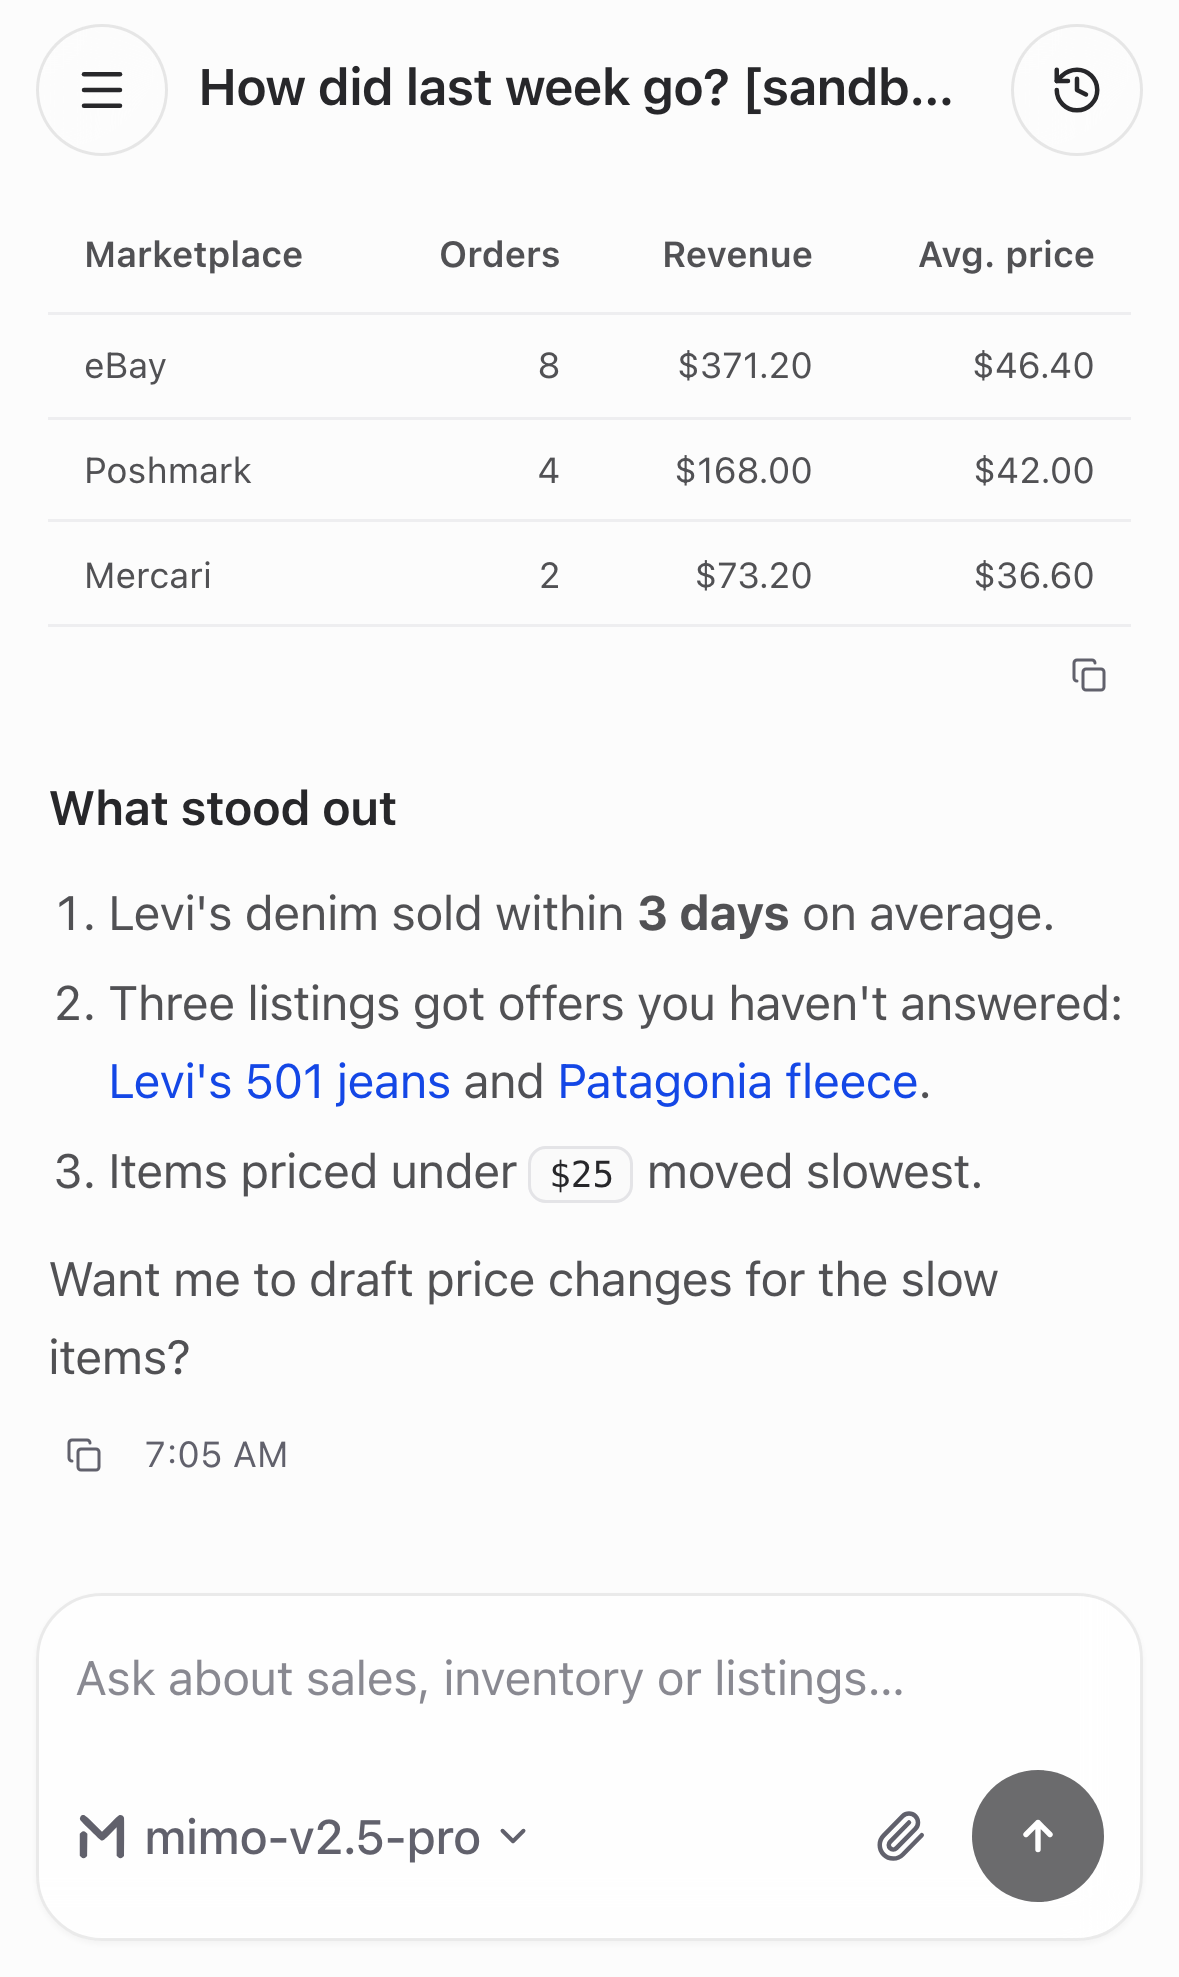 How did last week go? [sandb...
Marketplace Orders Revenue Avg. price
eBay 8 $371.20 $46.40
Poshmark 4 $168.00 $42.00
Mercari 2 $73.20 $36.60
What stood out
1. Levi's denim sold within 3 days on average.
2. Three listings got offers you haven't answered:
Levi's 501 jeans and Patagonia fleece.
3. Items priced under $25 moved slowest.
Want me to draft price changes for the slow
items?
7:05 AM
Ask about sales, inventory or listings...
mimo-v2.5-pro